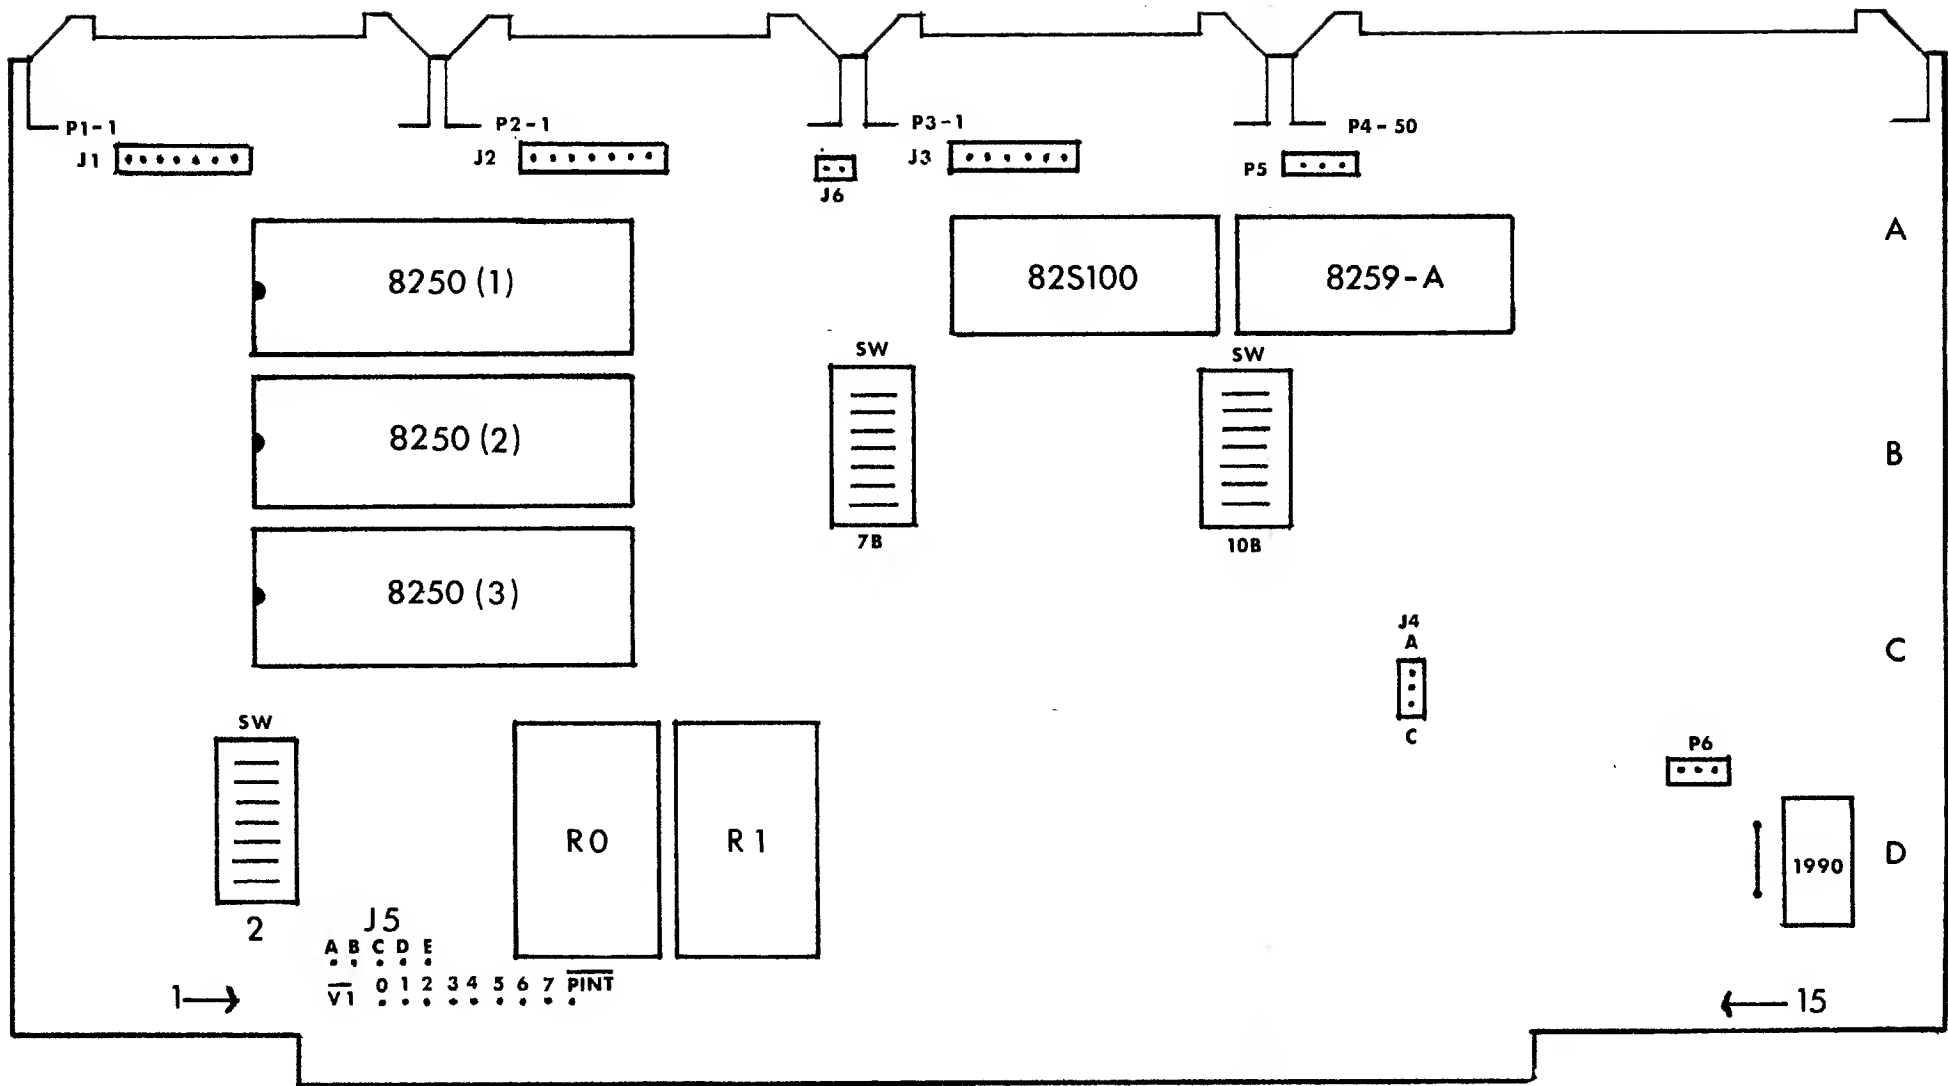 P1-1
P2-1
P3-1
P4-50
J1
J2
J6
J3
P5
A
8250 (1)
82S100
8259-A
SW
SW
8250 (2)
B
7B
10B
8250 (3)
J4
A
C
C
SW
P6
R0
R1
1990
D
2
J5
A B C D E
V1 0 1 2 3 4 5 6 7 PINT
1
15